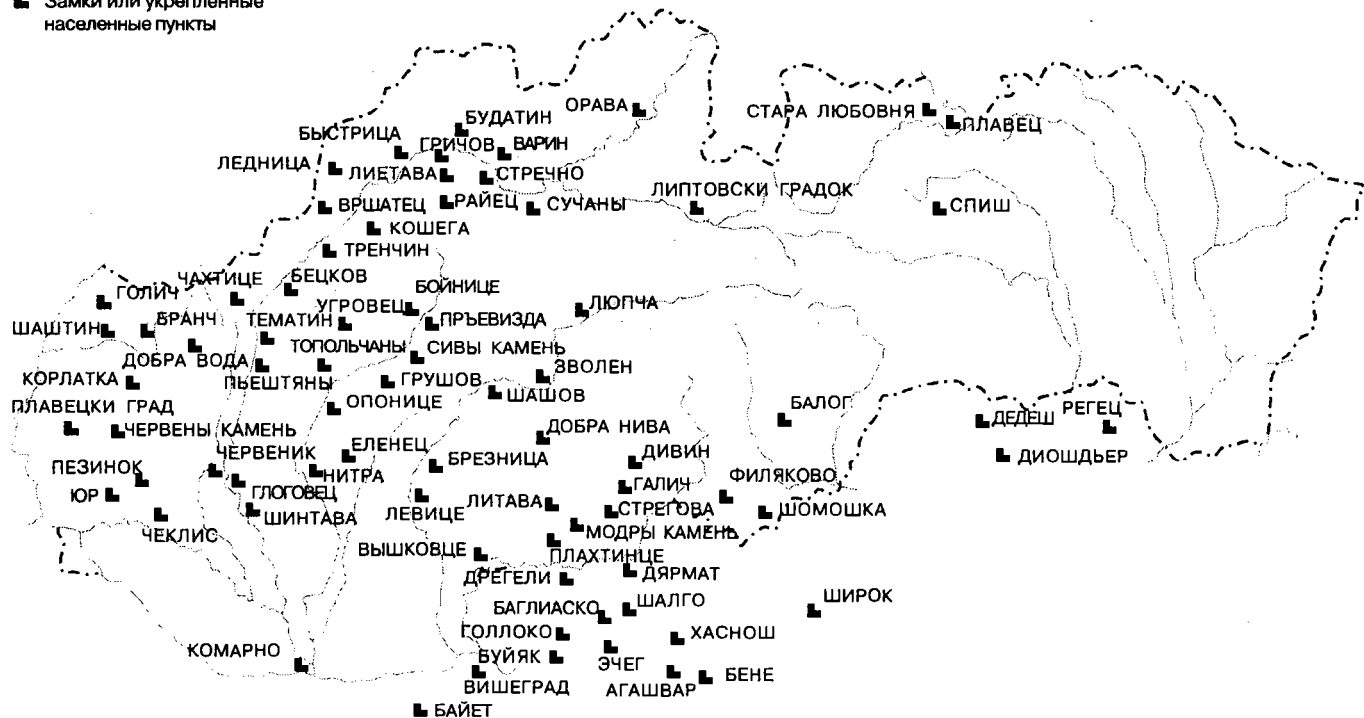 Замки или укрепленные
населенные пункты
ОРАВА
СТАРА ЛЮБОВНЯ
БУДАТИН
ПЛАВЕЦ
БЫСТРИЦА
ГРИЧОВ
ВАРИН
ЛЕДНИЦА
ЛИЕТАВА
СТРЕЧНО
ЛИПТОВСКИ ГРАДОК
ВРШАТЕЦ
РАЙЕЦ
СУЧАНЫ
СПИШ
КОШЕГА
ТРЕНЧИН
ЧАХТИЦЕ
БЕЦКОВ
БОЙНИЦЕ
ГОЛИЧ
УГРОВЕЦ
ЛЮПЧА
ШАШТИН
БРАНЧ
ТЕМАТИН
ПРЪЕВИЗДА
ТОПОЛЬЧАНЫ
СИВЫ КАМЕНЬ
ДОБРА ВОДА
ЗВОЛЕН
КОРЛАТКА
ПЬЕШТЯНЫ
ГРУШОВ
ШАШОВ
ОПОНИЦЕ
БАЛОГ
ПЛАВЕЦКИ ГРАД
РЕГЕЦ
ДЕДЕШ
ЧЕРВЕНЫ КАМЕНЬ
ДОБРА НИВА
ЕЛЕНЕЦ
ДИОШДЬЕР
ЧЕРВЕНИК
БРЕЗНИЦА
ДИВИН
ПЕЗИНОК
НИТРА
ФИЛЯКОВО
ЮР
ГЛОГОВЕЦ
ГАЛИЧ
ЛИТАВА
СТРЕГОВА
ШОМОШКА
ШИНТАВА
ЛЕВИЦЕ
ЧЕКЛИС
МОДРЫ КАМЕНЬ
ВЫШКОВЦЕ
ПЛАХТИНЦЕ
ДРЕГЕЛИ
ДЯРМАТ
ШИРОК
БАГЛИАСКО
ШАЛГО
ГОЛЛОКО
ХАСНОШ
КОМАРНО
БУЙЯК
ЭЧЕГ
ВИШЕГРАД
АГАШВАР
БЕНЕ
БАЙЕТ